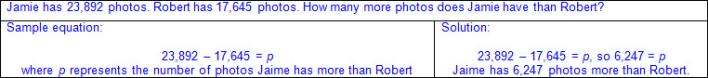 Jamie has 23,892 photos. Robert has 17,645 photos. How many more photos does Jamie have than Robert?
Sample equation:
23,892 – 17,645 = p
where p represents the number of photos Jaime has more than Robert
Solution:
23,892 – 17,645 = p, so 6,247 = p
Jaime has 6,247 photos more than Robert.